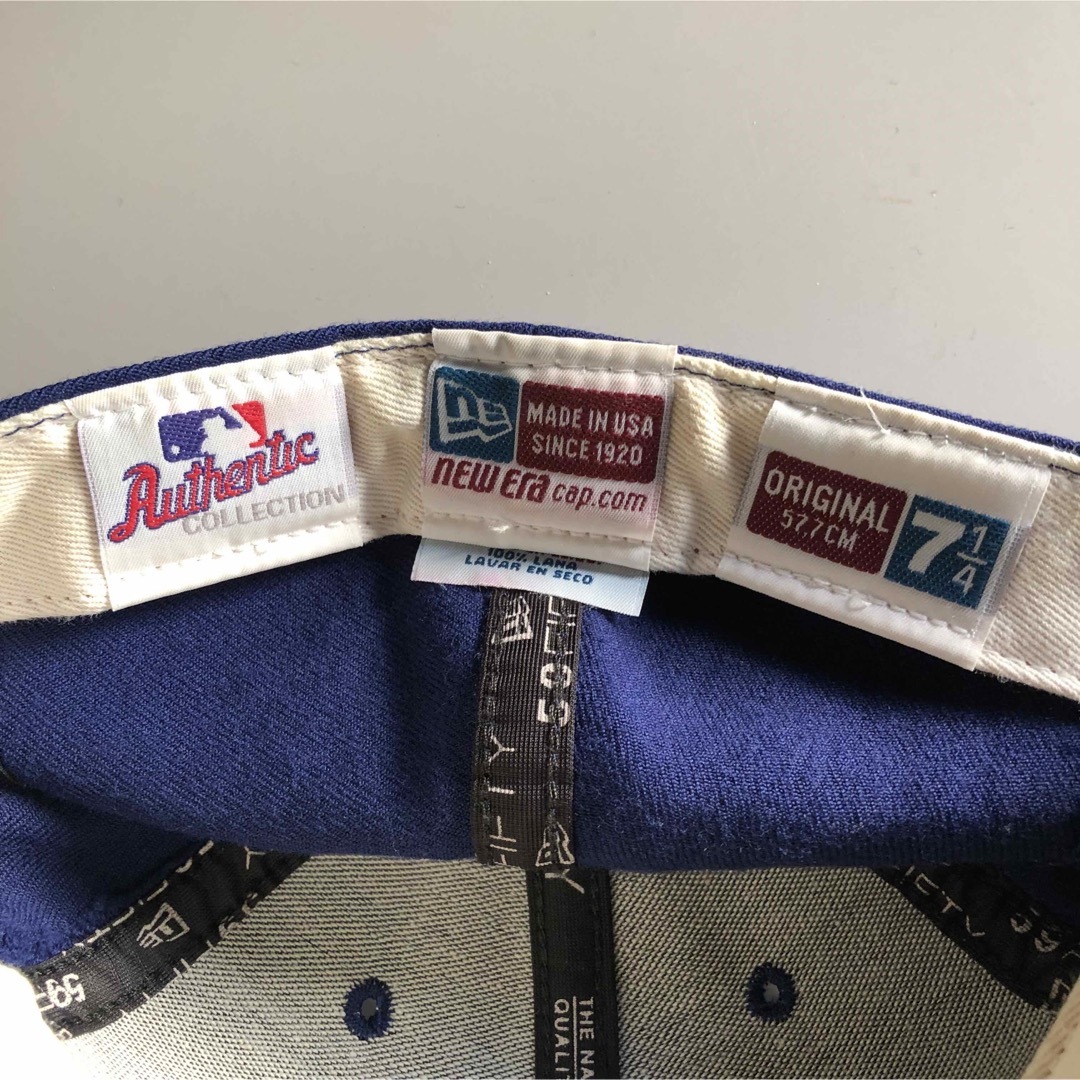 Authentic
COLLECTION
MADE IN USA
SINCE 1920
new era cap.com
ORIGINAL
57.7CM
7 1/4
100% LANA
LAVAR EN SECO
THE NA
QUALIT